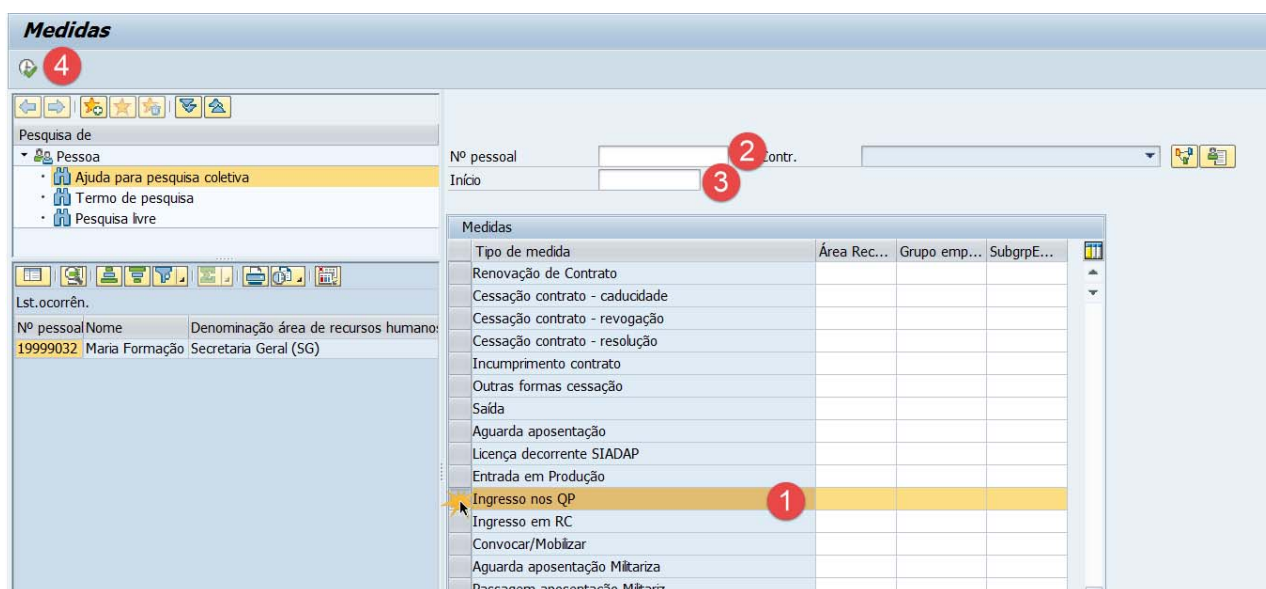 Medidas
4
Pesquisa de
Pessoa
Ajuda para pesquisa coletiva
Termo de pesquisa
Pesquisa livre
Lst.ocorrên.
Nº pessoal Nome Denominação área de recursos humanos
19999032 Maria Formação Secretaria Geral (SG)
Nº pessoal 2 Contr.
Início 3
Medidas
Tipo de medida Área Rec... Grupo emp... SubgrpE...
Renovação de Contrato
Cessação contrato - caducidade
Cessação contrato - revogação
Cessação contrato - resolução
Incumprimento contrato
Outras formas cessação
Saída
Aguarda aposentação
Licença decorrente SIADAP
Entrada em Produção
Ingresso nos QP 1
Ingresso em RC
Convocar/Mobilizar
Aguarda aposentação Militariza
Passagem aposentação Militariz